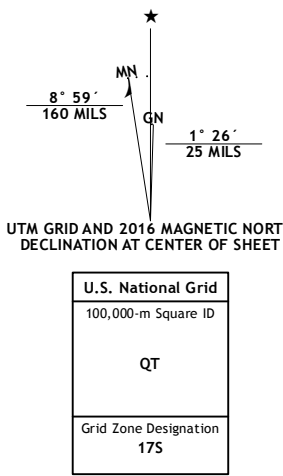 ★
MN
8° 59´
160 MILS
GN
1° 26´
25 MILS
UTM GRID AND 2016 MAGNETIC NORT
DECLINATION AT CENTER OF SHEET
U.S. National Grid
100,000-m Square ID
QT
Grid Zone Designation
17S